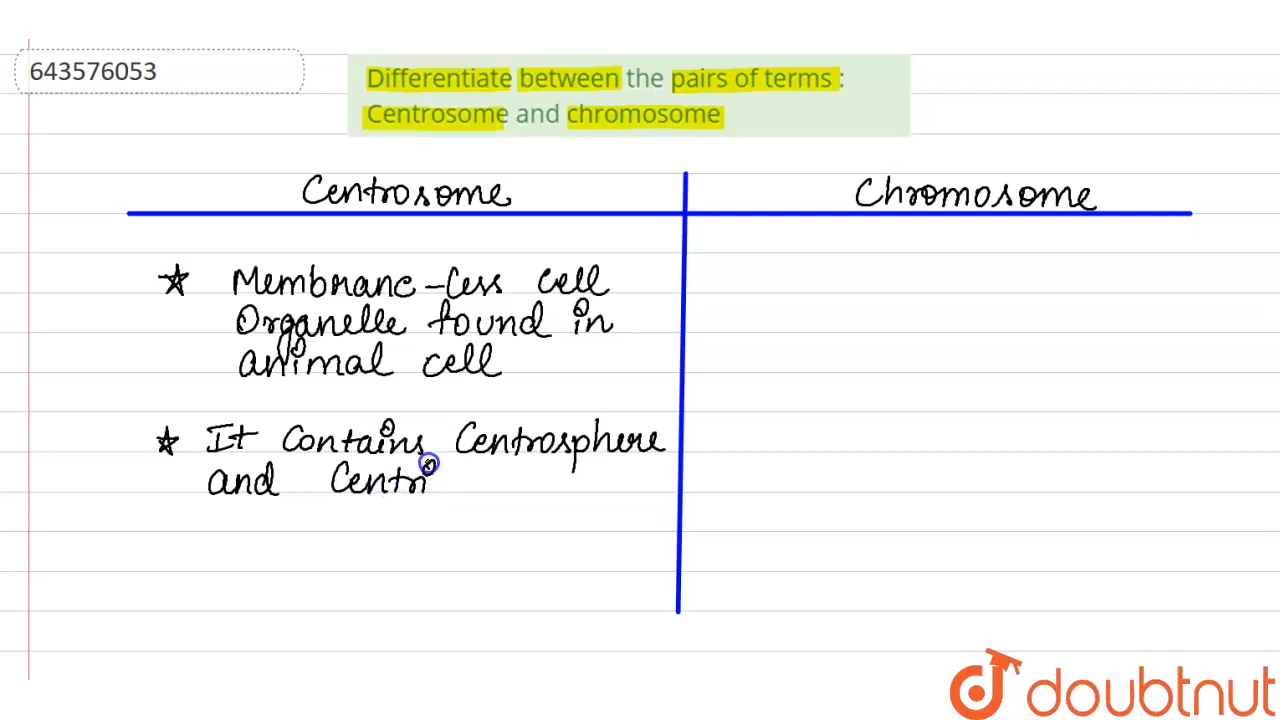 643576053
Differentiate between the pairs of terms :
Centrosome and chromosome
Centrosome
Chromosome
☆ Membrane-less cell
Organelle found in
animal cell
☆ It contains Centrosphere
and Centri
doubtnut